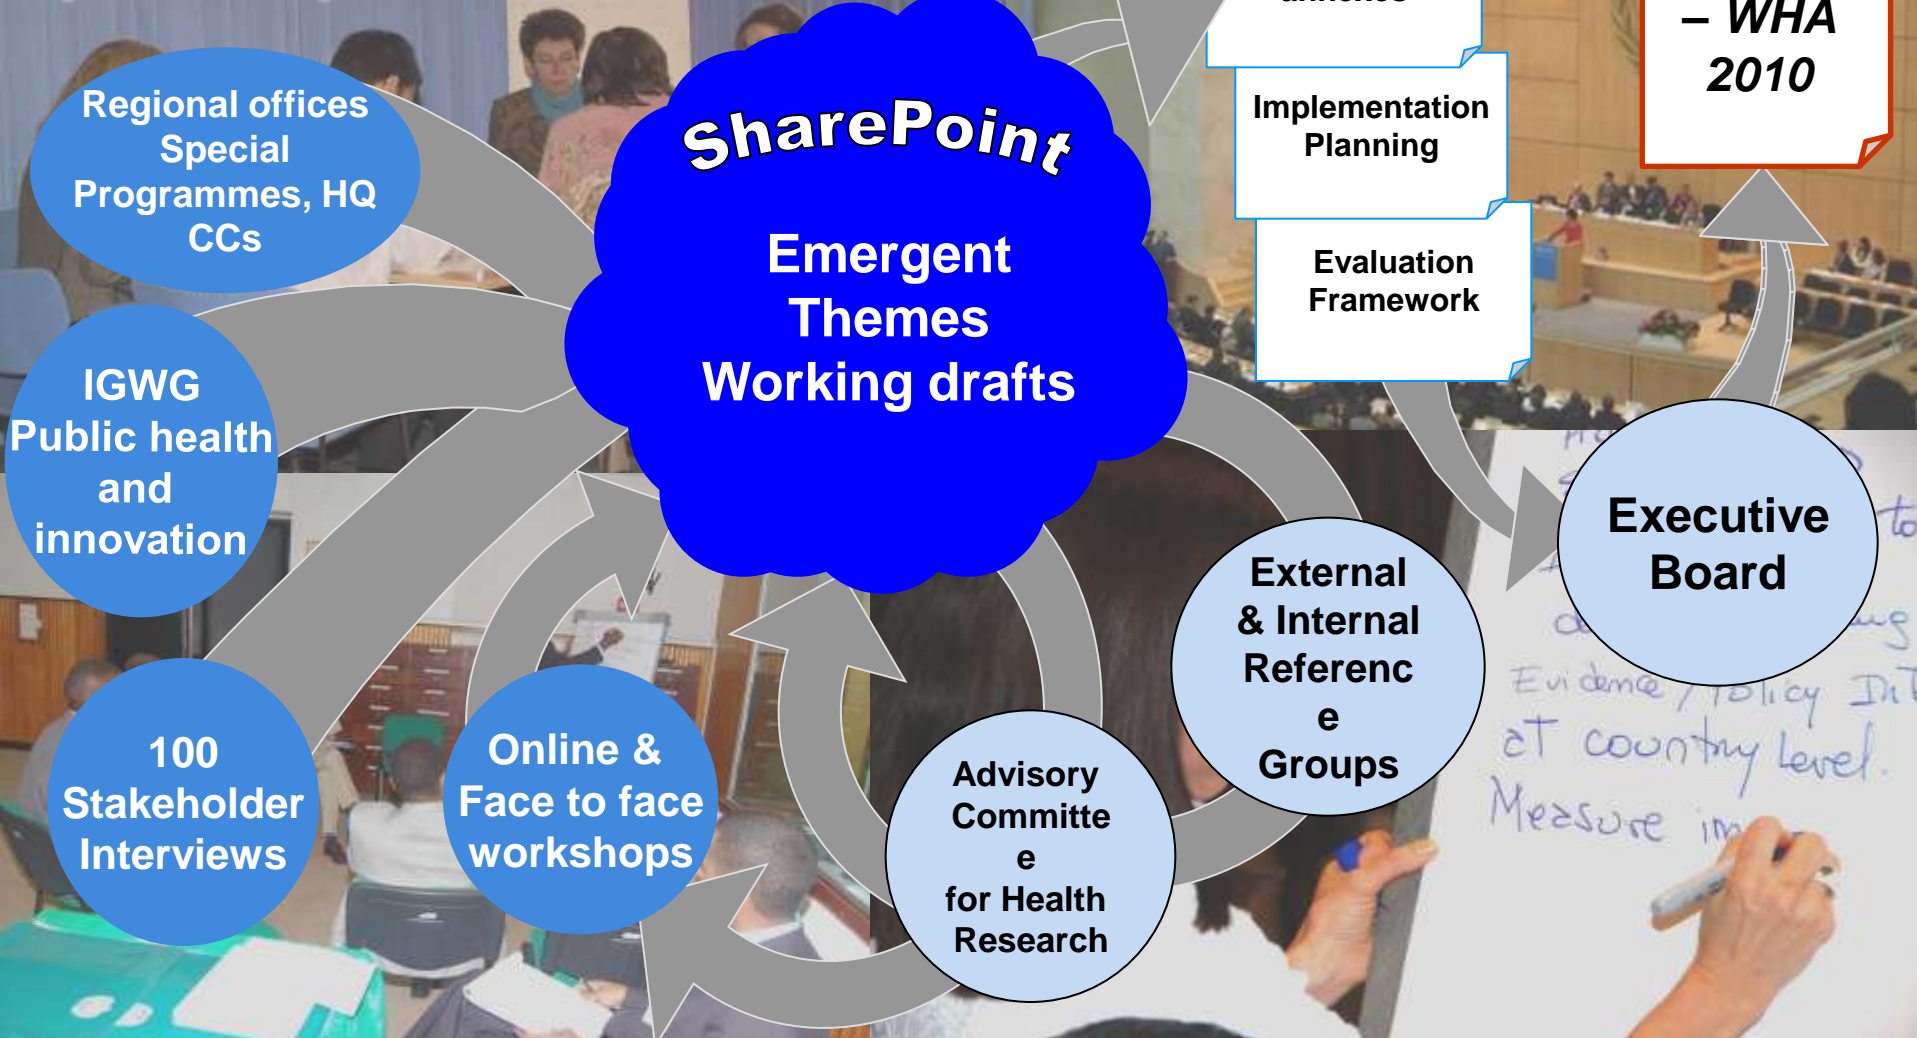 annexes
– WHA
2010
Regional offices
Special
Programmes, HQ
CCs
SharePoint
Emergent
Themes
Working drafts
Implementation
Planning
Evaluation
Framework
IGWG
Public health
and
innovation
100
Stakeholder
Interviews
Online &
Face to face
workshops
Advisory
Committe
e
for Health
Research
External
& Internal
Referenc
e
Groups
Executive
Board
to
Evidence / Policy
at country level.
Measure